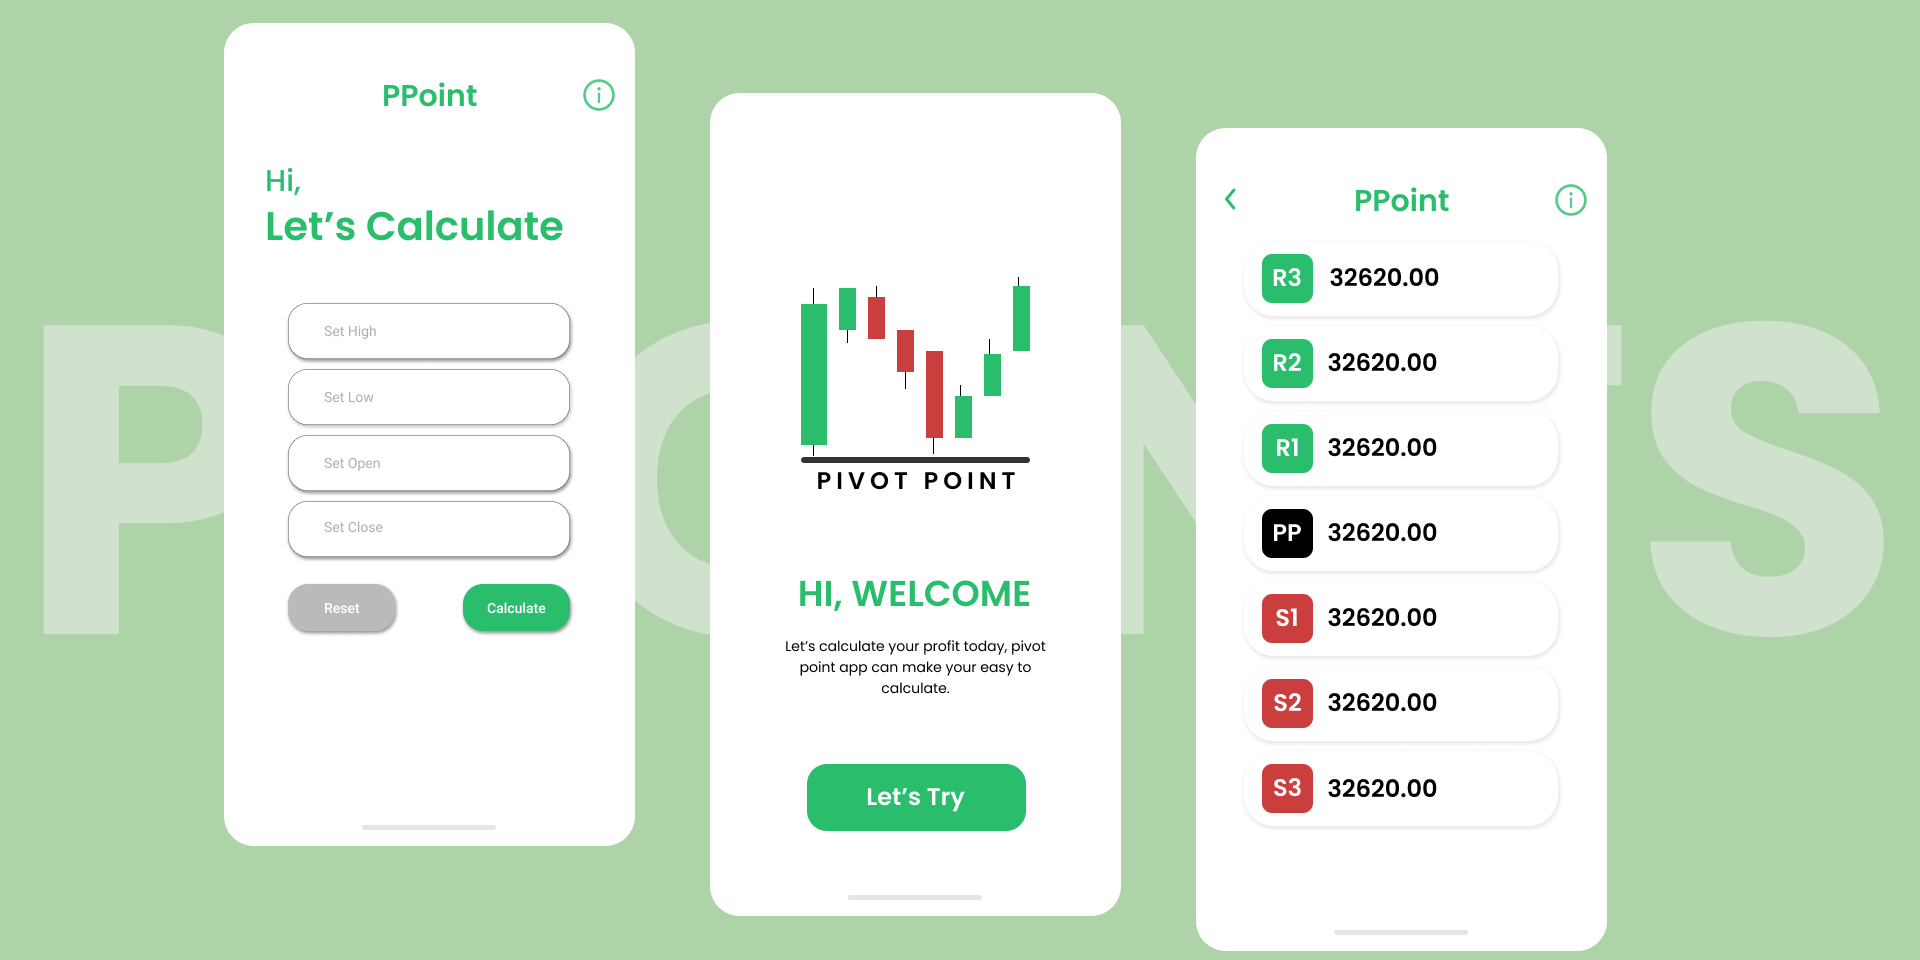 PPoint
Hi,
Let's Calculate
Set High
Set Low
Set Open
Set Close
Reset
Calculate
PIVOT POINT
HI, WELCOME
Let's calculate your profit today, pivot
point app can make your easy to
calculate.
Let's Try
PPoint
R3 32620.00
R2 32620.00
R1 32620.00
PP 32620.00
S1 32620.00
S2 32620.00
S3 32620.00